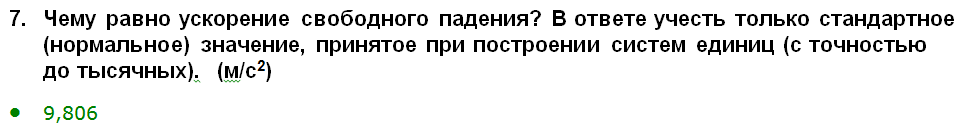 7. Чему равно ускорение свободного падения? В ответе учесть только стандартное
(нормальное) значение, принятое при построении систем единиц (с точностью
до тысячных). (м/с²)
• 9,806